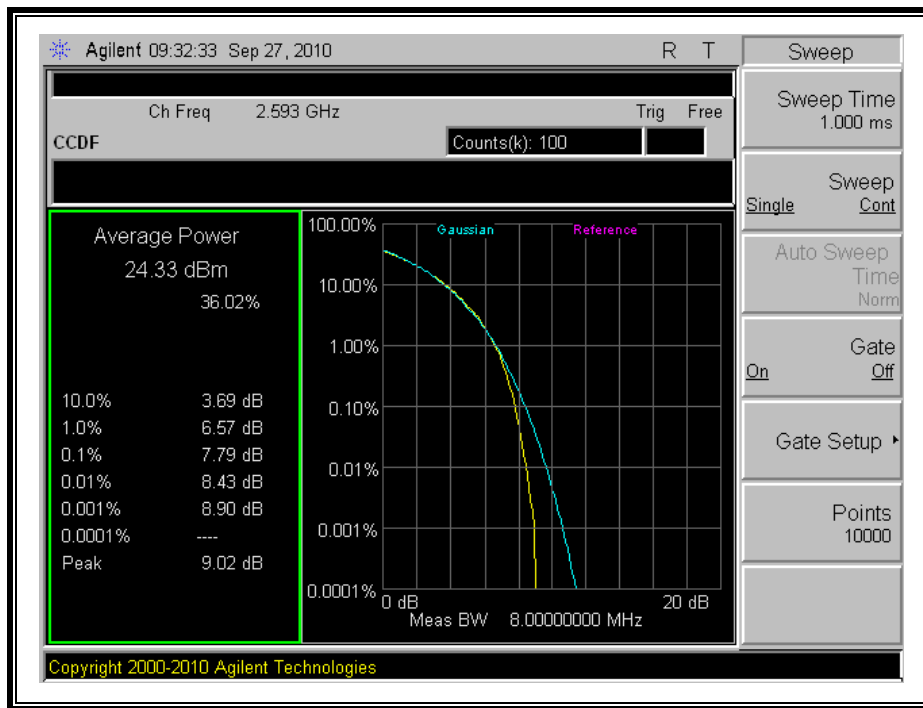 Agilent 09:32:33 Sep 27, 2010 R T
Ch Freq 2.593 GHz Trig Free
CCDF Counts(k): 100
Average Power
24.33 dBm
36.02%
10.0% 3.69 dB
1.0% 6.57 dB
0.1% 7.79 dB
0.01% 8.43 dB
0.001% 8.90 dB
0.0001% ----
Peak 9.02 dB
Gaussian Reference
100.00%
10.00%
1.00%
0.10%
0.01%
0.001%
0.0001%
0 dB 20 dB
Meas BW 8.00000000 MHz
Sweep
Sweep Time
1.000 ms
Sweep
Single Cont
Auto Sweep
Time
Norm
Gate
On Off
Gate Setup
Points
10000
Copyright 2000-2010 Agilent Technologies